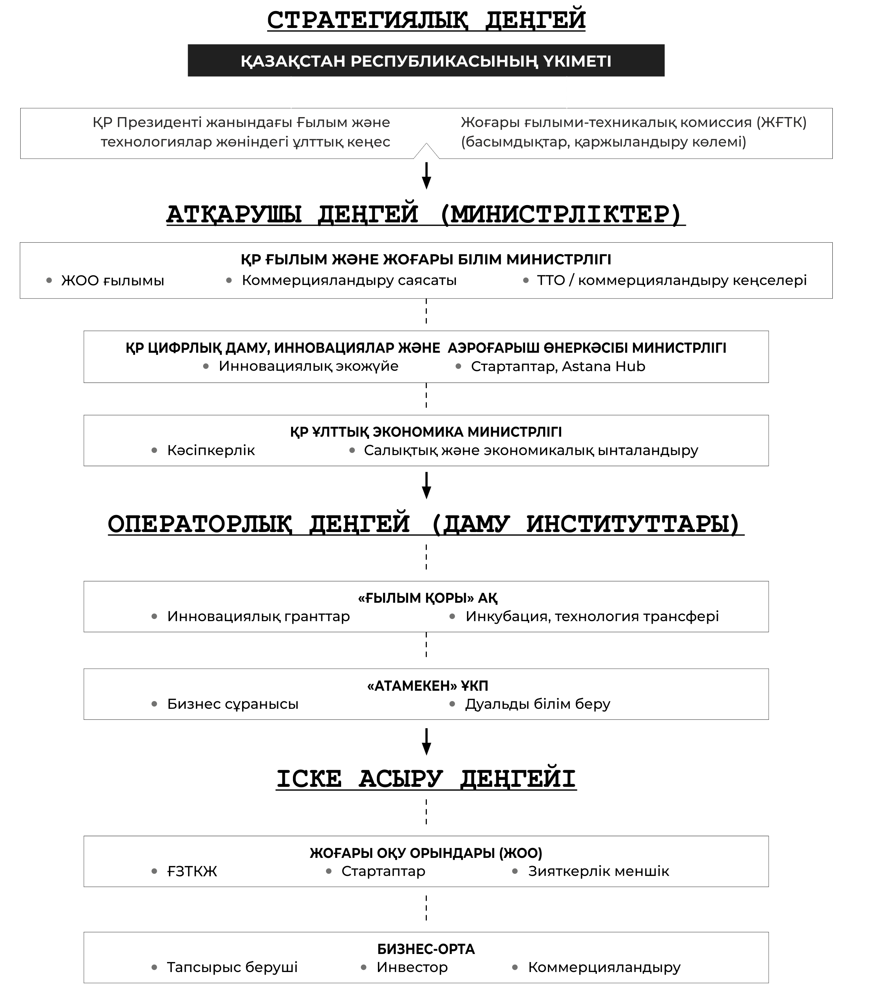 СТРАТЕГИЯЛЫҚ ДЕҢГЕЙ
ҚАЗАҚСТАН РЕСПУБЛИКАСЫНЫҢ ҮКІМЕТІ
ҚР Президенті жанындағы Ғылым және
технологиялар жөніндегі ұлттық кеңес
Жоғары ғылыми-техникалық комиссия (ЖҒТК)
(басымдықтар, қаржыландыру көлемі)
АТҚАРУШЫ ДЕҢГЕЙ (МИНИСТРЛІКТЕР)
ҚР ҒЫЛЫМ ЖӘНЕ ЖОҒАРЫ БІЛІМ МИНИСТРЛІГІ
• ЖОО ғылымы • Коммерцияландыру саясаты • ТТО / коммерцияландыру кеңселері
ҚР ЦИФРЛЫҚ ДАМУ, ИННОВАЦИЯЛАР ЖӘНЕ АЭРОҒАРЫШ ӨНЕРКӘСІБІ МИНИСТРЛІГІ
• Инновациялық экожүйе • Стартаптар, Astana Hub
ҚР ҰЛТТЫҚ ЭКОНОМИКА МИНИСТРЛІГІ
• Кәсіпкерлік • Салықтық және экономикалық ынталандыру
ОПЕРАТОРЛЫҚ ДЕҢГЕЙ (ДАМУ ИНСТИТУТТАРЫ)
«ҒЫЛЫМ ҚОРЫ» АҚ
• Инновациялық гранттар • Инкубация, технология трансфері
«АТАМЕКЕН» ҰКП
• Бизнес сұранысы • Дуальды білім беру
ІСКЕ АСЫРУ ДЕҢГЕЙІ
ЖОҒАРЫ ОҚУ ОРЫНДАРЫ (ЖОО)
• ҒЗТКЖ • Стартаптар • Зияткерлік меншік
БИЗНЕС-ОРТА
• Тапсырыс беруші • Инвестор • Коммерцияландыру